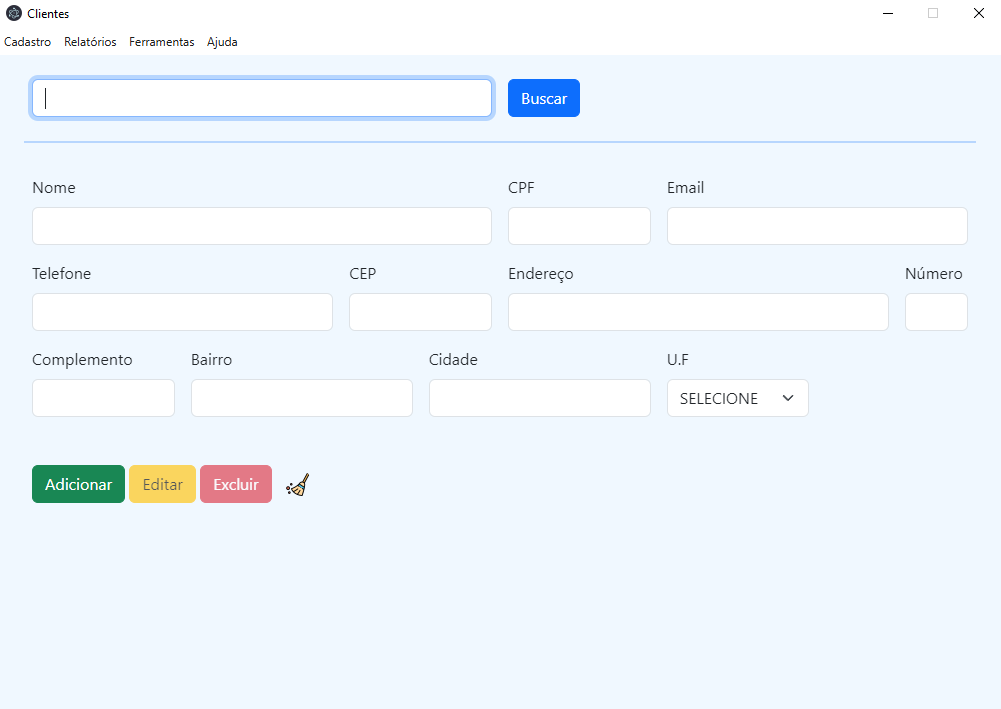 Clientes
Cadastro Relatórios Ferramentas Ajuda
Buscar
Nome CPF Email
Telefone CEP Endereço Número
Complemento Bairro Cidade U.F
SELECIONE
Adicionar Editar Excluir